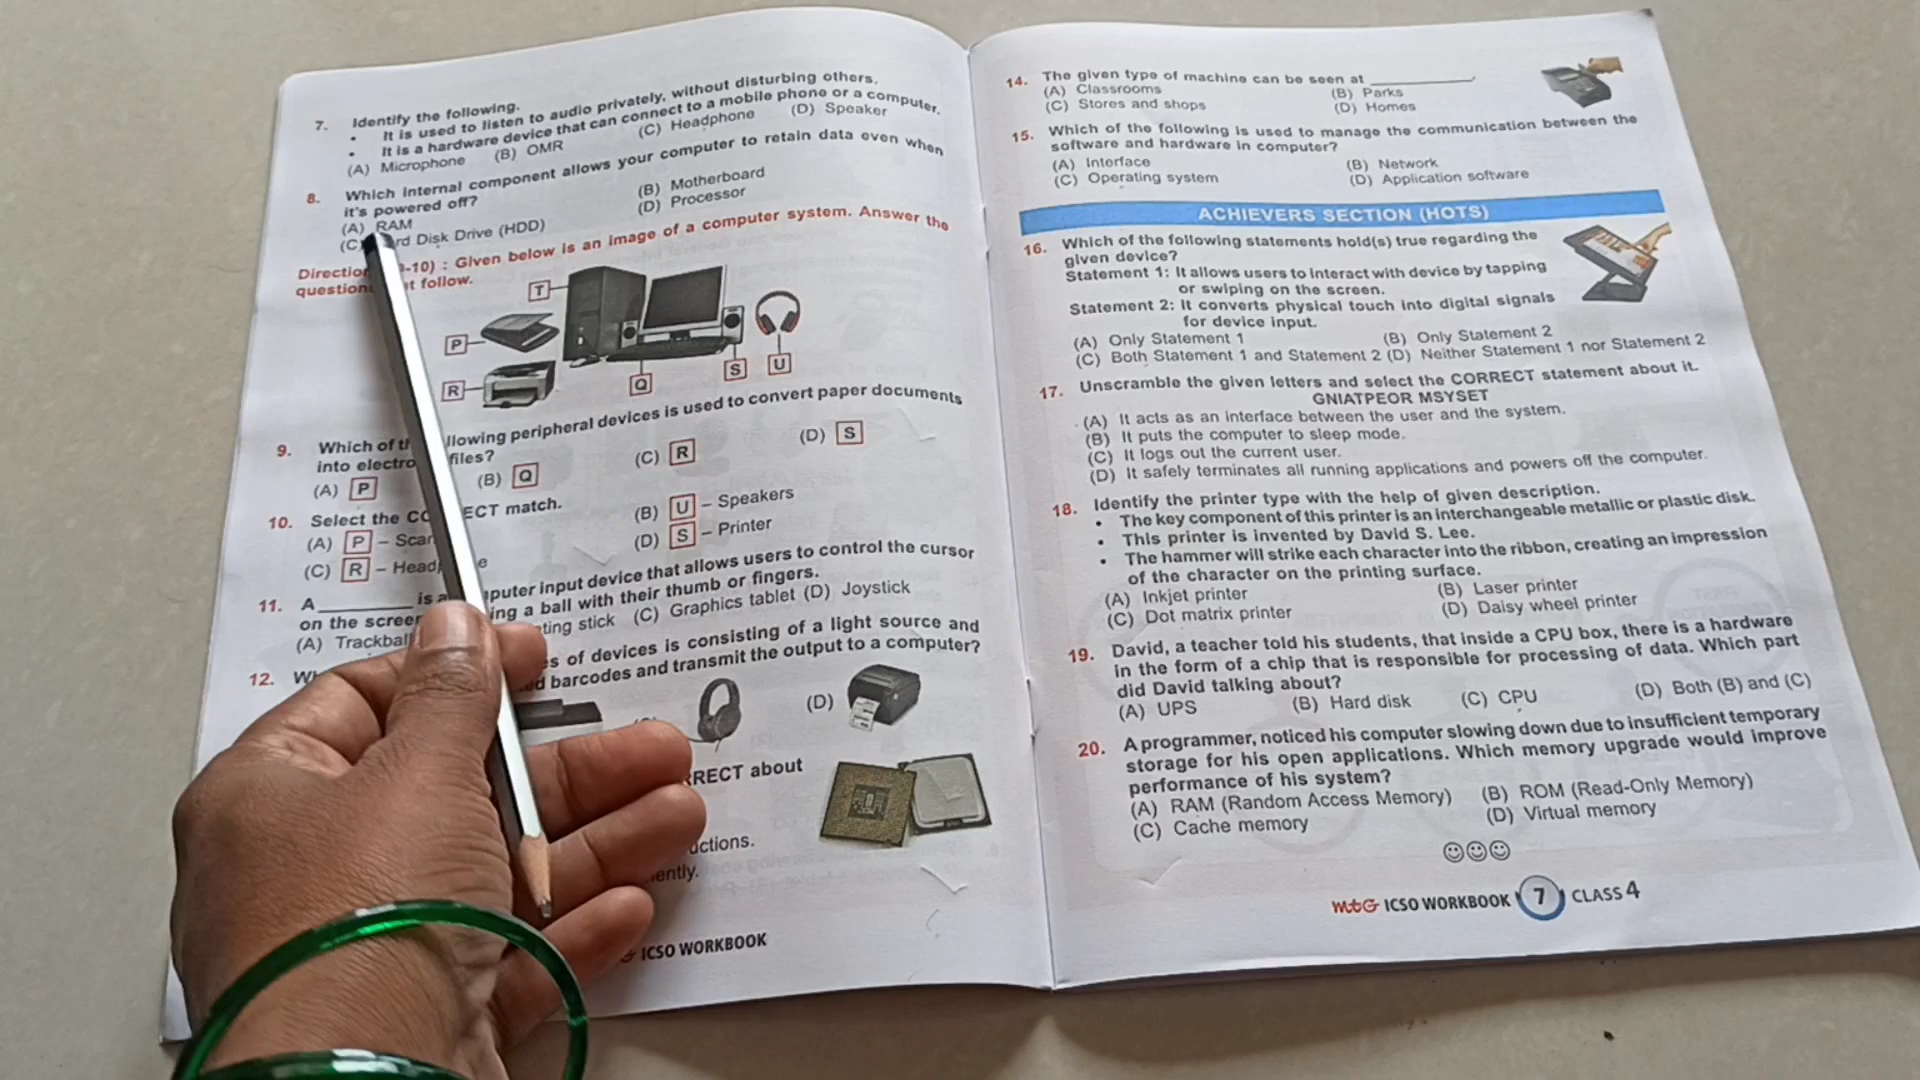 7. Identify the following.
• It is used to listen to audio privately, without disturbing others.
• It is a hardware device that can connect to a mobile phone or a computer.
(A) Microphone (B) OMR (C) Headphone (D) Speaker
8. Which internal component allows your computer to retain data even when
it's powered off?
(A) RAM (B) Motherboard
(C) rd Disk Drive (HDD) (D) Processor
Direction -10) : Given below is an image of a computer system. Answer the
question t follow.
T
P
R
Q
S
U
9. Which of th llowing peripheral devices is used to convert paper documents
into electro files?
(A) P (B) Q (C) R (D) S
10. Select the CO ECT match.
(A) P – Scan (B) U – Speakers
(C) R – Head e (D) S – Printer
11. A ________ is a puter input device that allows users to control the cursor
on the screen ing a ball with their thumb or fingers.
(A) Trackball ting stick (C) Graphics tablet (D) Joystick
12. Wh es of devices is consisting of a light source and
d barcodes and transmit the output to a computer?
(D)
RRECT about
uctions.
ently.
ICSO WORKBOOK
14. The given type of machine can be seen at ________.
(A) Classrooms (B) Parks
(C) Stores and shops (D) Homes
15. Which of the following is used to manage the communication between the
software and hardware in computer?
(A) Interface (B) Network
(C) Operating system (D) Application software
ACHIEVERS SECTION (HOTS)
16. Which of the following statements hold(s) true regarding the
given device?
Statement 1: It allows users to interact with device by tapping
or swiping on the screen.
Statement 2: It converts physical touch into digital signals
for device input.
(A) Only Statement 1 (B) Only Statement 2
(C) Both Statement 1 and Statement 2 (D) Neither Statement 1 nor Statement 2
17. Unscramble the given letters and select the CORRECT statement about it.
GNIATPEOR MSYSET
(A) It acts as an interface between the user and the system.
(B) It puts the computer to sleep mode.
(C) It logs out the current user.
(D) It safely terminates all running applications and powers off the computer.
18. Identify the printer type with the help of given description.
• The key component of this printer is an interchangeable metallic or plastic disk.
• This printer is invented by David S. Lee.
• The hammer will strike each character into the ribbon, creating an impression
of the character on the printing surface.
(A) Inkjet printer (B) Laser printer
(C) Dot matrix printer (D) Daisy wheel printer
19. David, a teacher told his students, that inside a CPU box, there is a hardware
in the form of a chip that is responsible for processing of data. Which part
did David talking about?
(A) UPS (B) Hard disk (C) CPU (D) Both (B) and (C)
20. A programmer, noticed his computer slowing down due to insufficient temporary
storage for his open applications. Which memory upgrade would improve
performance of his system?
(A) RAM (Random Access Memory) (B) ROM (Read-Only Memory)
(C) Cache memory (D) Virtual memory
MtG ICSO WORKBOOK 7 CLASS 4